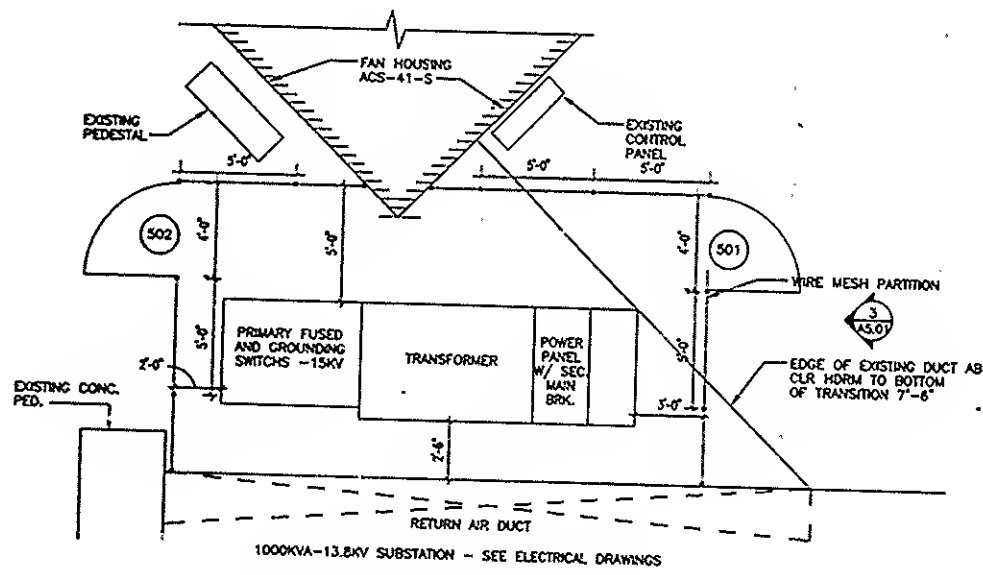 FAN HOUSING
ACS-41-S
EXISTING
PEDESTAL
EXISTING
CONTROL
PANEL
5'-0"
5'-0"
5'-0"
502
4'-0"
5'-0"
4'-0"
501
WIRE MESH PARTITION
3
A5.01
PRIMARY FUSED
AND GROUNDING
SWITCHS ~15KV
TRANSFORMER
POWER
PANEL
W/ SEC.
MAIN
BRK.
5'-0"
5'-0"
2'-0"
3'-0"
EXISTING CONC.
PED.
EDGE OF EXISTING DUCT AB
CLR HDRM TO BOTTOM
OF TRANSITION 7'-6"
2'-6"
RETURN AIR DUCT
1000KVA-13.8KV SUBSTATION - SEE ELECTRICAL DRAWINGS